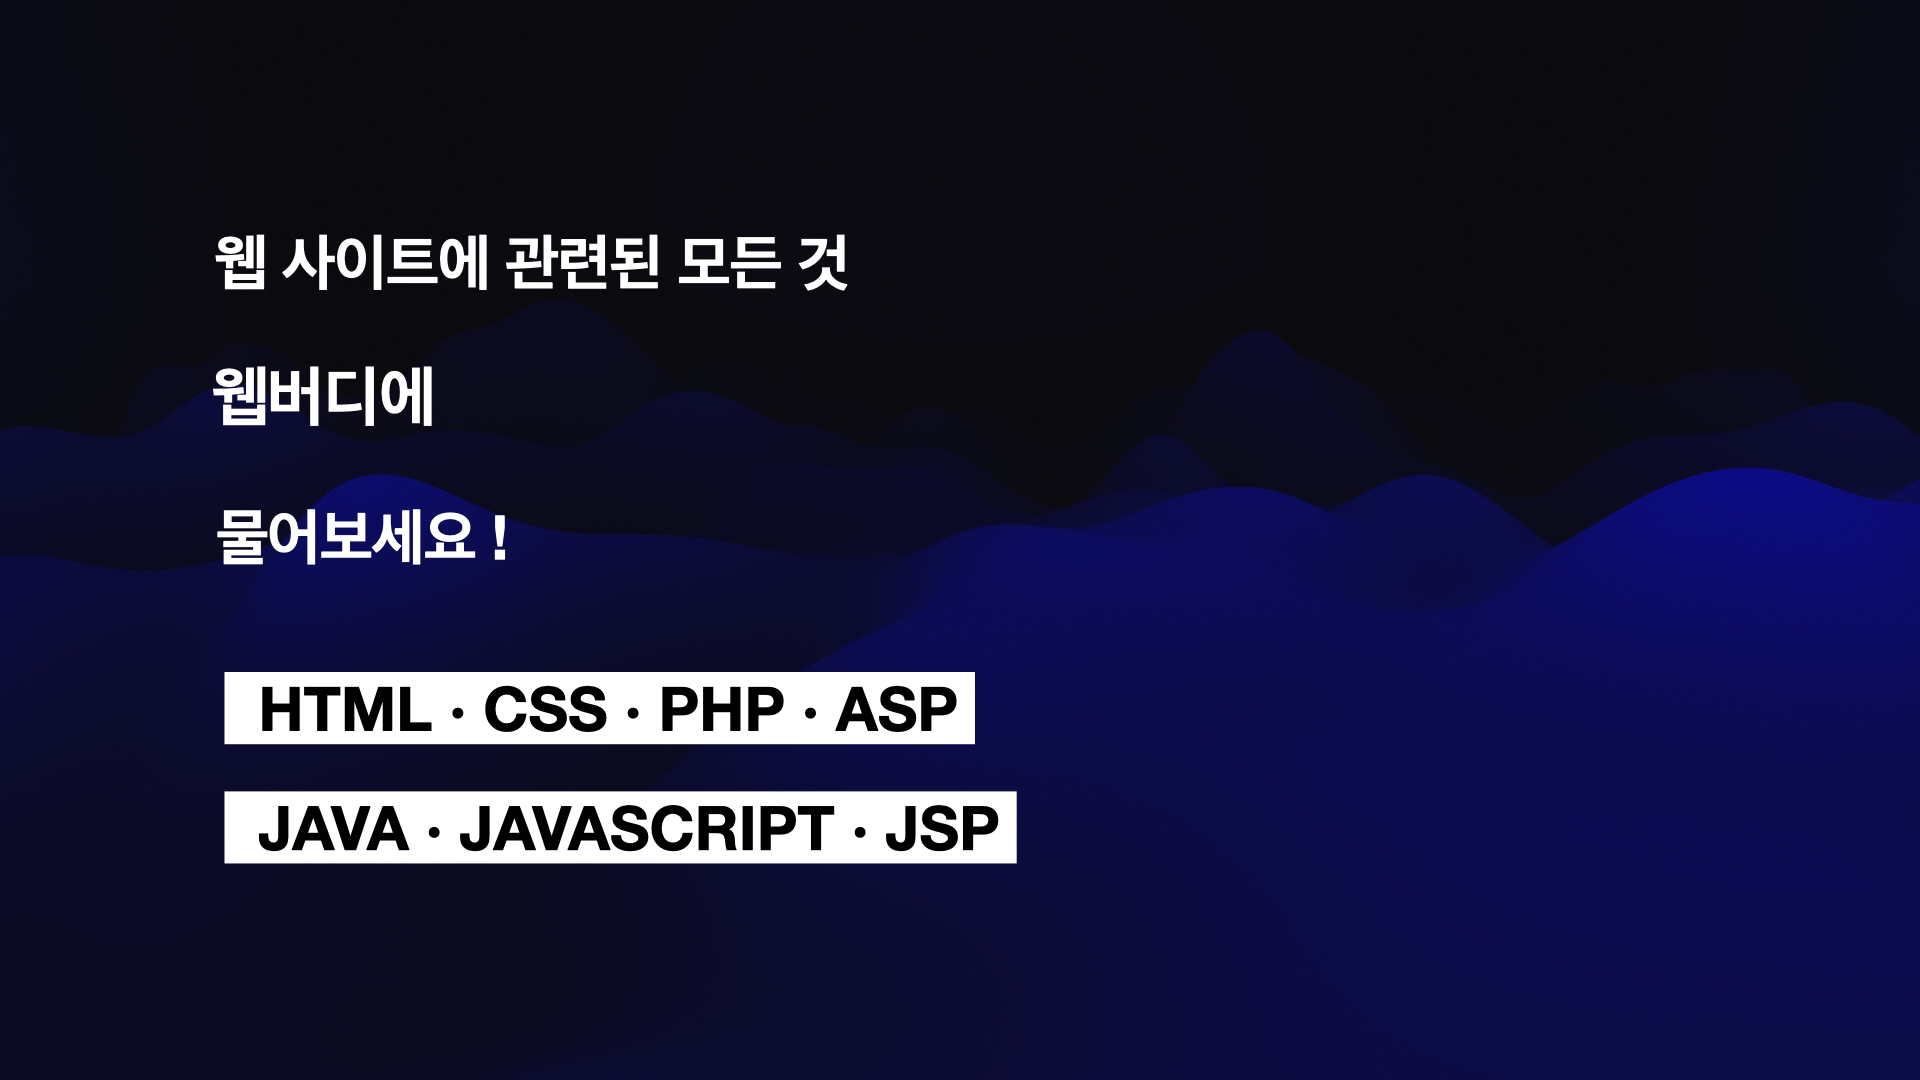 웹 사이트에 관련된 모든 것
웹버디에
물어보세요 !
HTML · CSS · PHP · ASP
JAVA · JAVASCRIPT · JSP